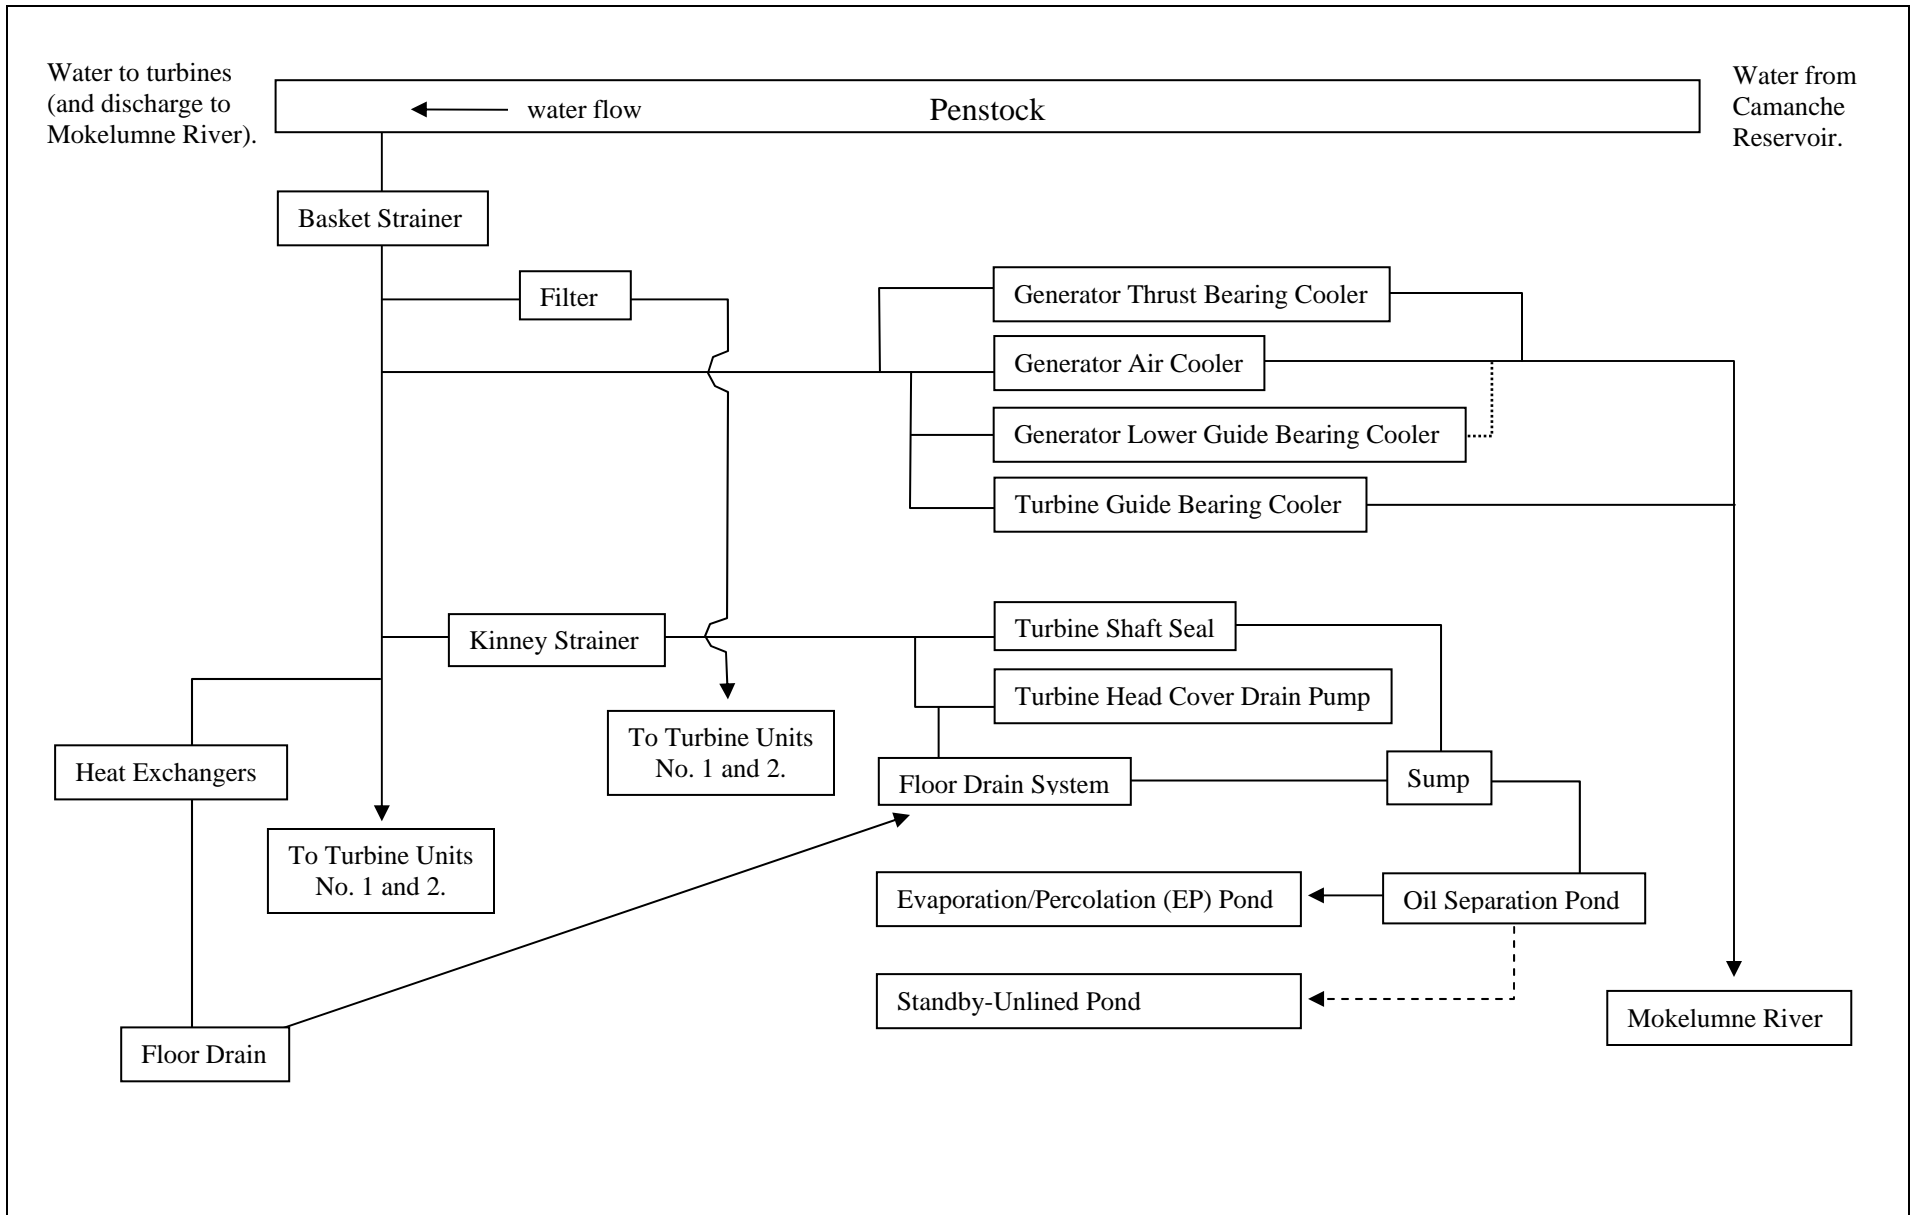 Water to turbines
(and discharge to
Mokelumne River).
water flow
Penstock
Water from
Camanche
Reservoir.
Basket Strainer
Filter
Generator Thrust Bearing Cooler
Generator Air Cooler
Generator Lower Guide Bearing Cooler
Turbine Guide Bearing Cooler
Kinney Strainer
Turbine Shaft Seal
Turbine Head Cover Drain Pump
To Turbine Units
No. 1 and 2.
Heat Exchangers
Floor Drain System
Sump
To Turbine Units
No. 1 and 2.
Evaporation/Percolation (EP) Pond
Oil Separation Pond
Standby-Unlined Pond
Mokelumne River
Floor Drain